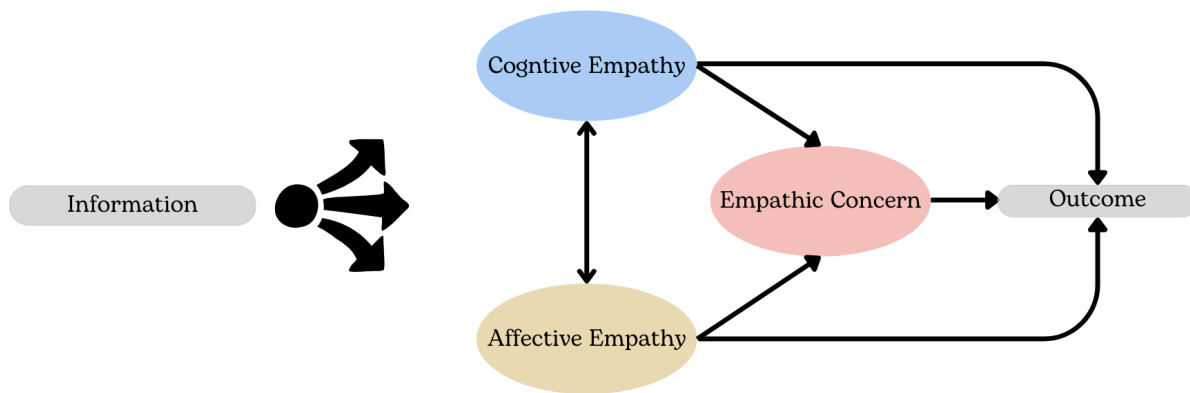 Cogntive Empathy
Information
Empathic Concern
Outcome
Affective Empathy